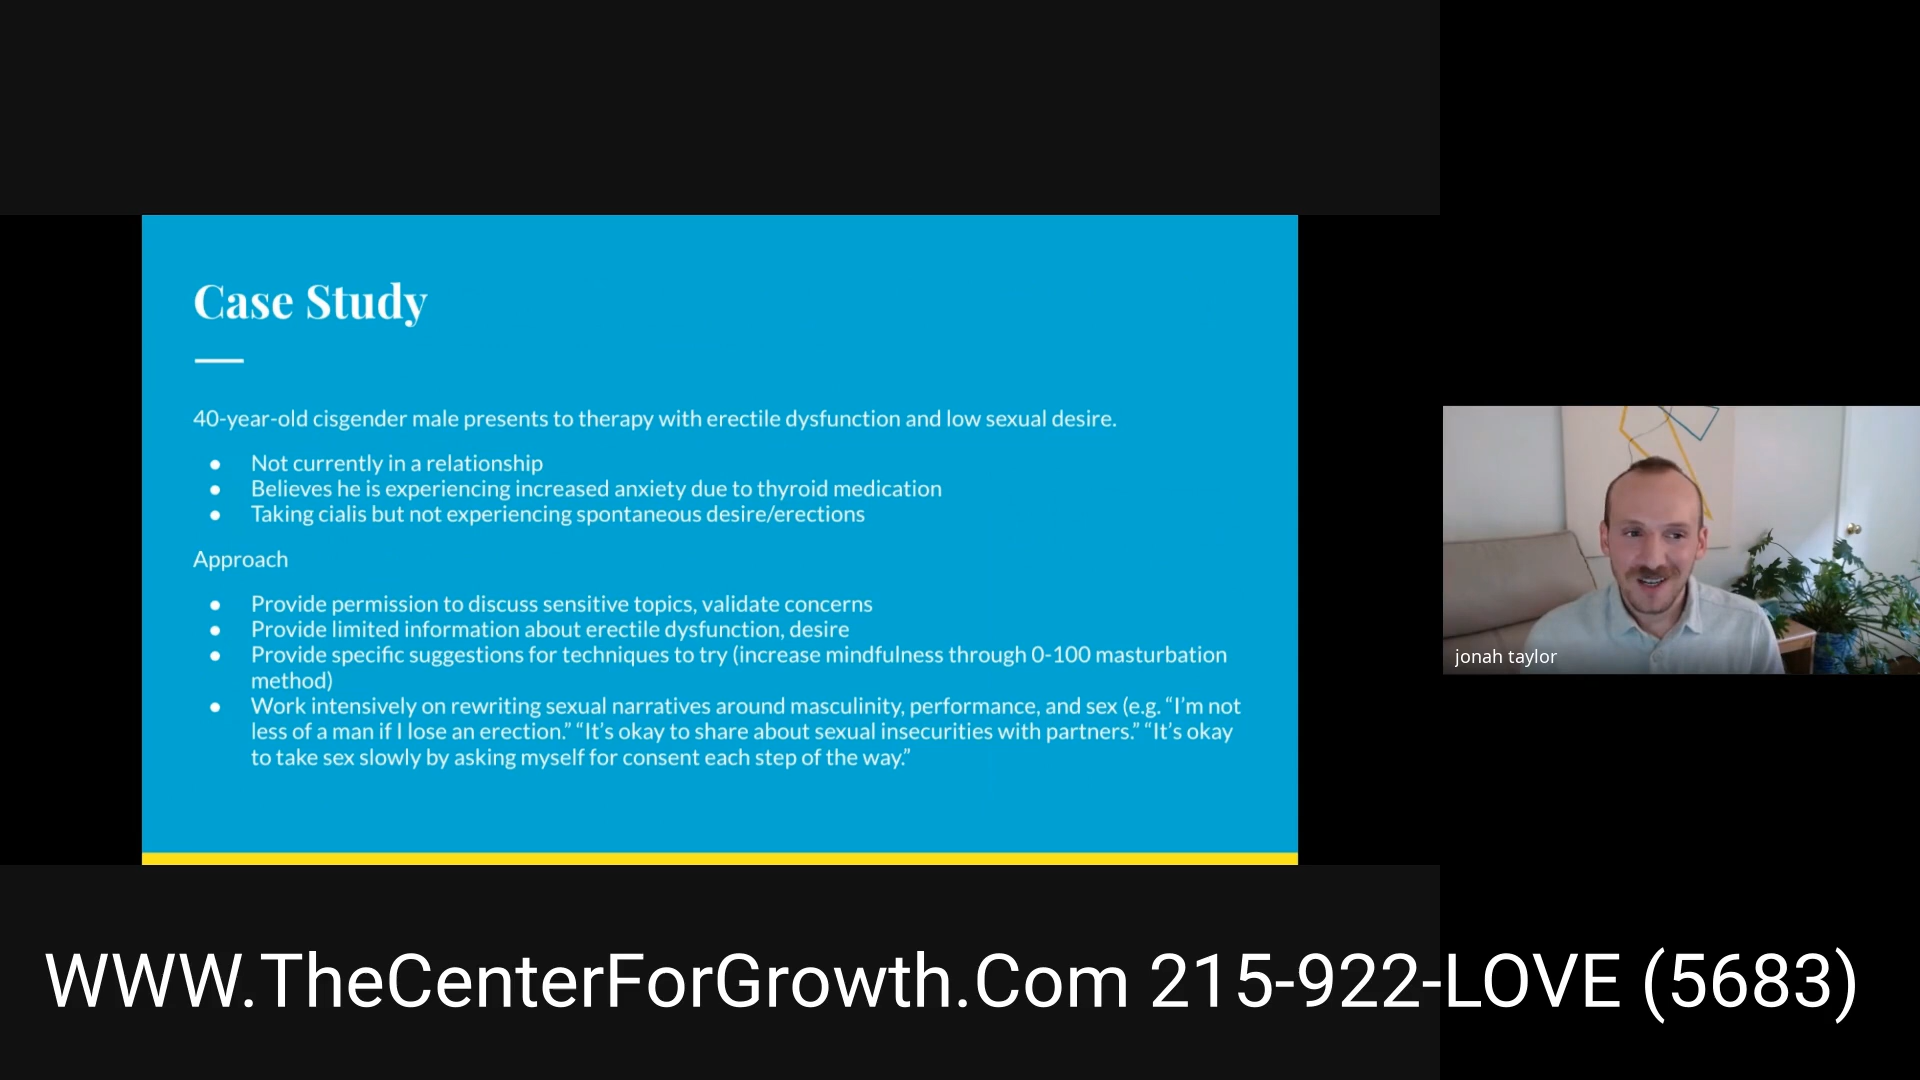 Case Study
40-year-old cisgender male presents to therapy with erectile dysfunction and low sexual desire.
● Not currently in a relationship
● Believes he is experiencing increased anxiety due to thyroid medication
● Taking cialis but not experiencing spontaneous desire/erections
Approach
● Provide permission to discuss sensitive topics, validate concerns
● Provide limited information about erectile dysfunction, desire
● Provide specific suggestions for techniques to try (increase mindfulness through 0-100 masturbation
method)
● Work intensively on rewriting sexual narratives around masculinity, performance, and sex (e.g. “I’m not
less of a man if I lose an erection.” “It’s okay to share about sexual insecurities with partners.” “It’s okay
to take sex slowly by asking myself for consent each step of the way.”
jonah taylor
WWW.TheCenterForGrowth.Com 215-922-LOVE (5683)